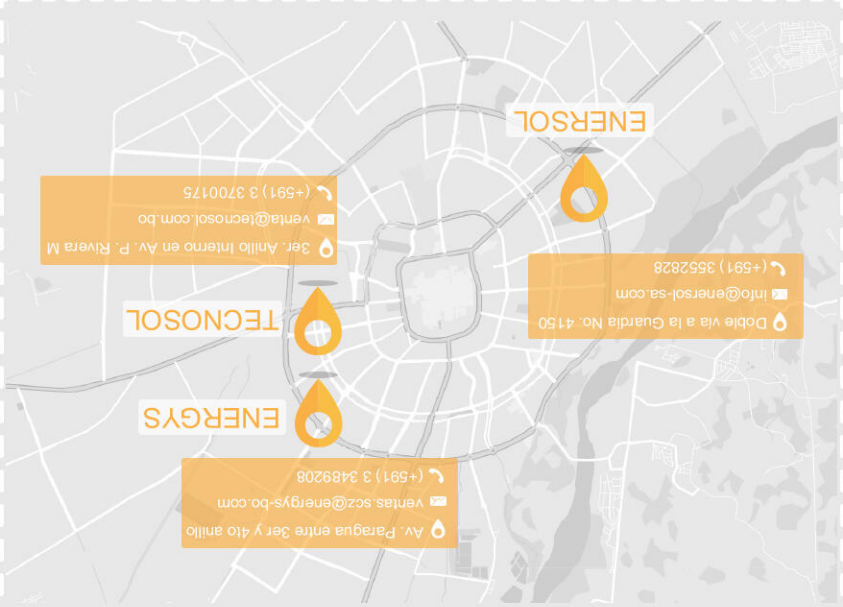 Av. Paragua entre 3er y 4to anillo
ventas.scz@energys-bo.com
(+591) 3 3489208
ENERGYS
TECNOSOL
3er. Anillo Interno en Av. P. Rivera M
venta@tecnosol.com.bo
(+591) 3 3700175
Doble via a la Guardia No. 4150
info@enersol-sa.com
(+591) 3552828
ENERSOL